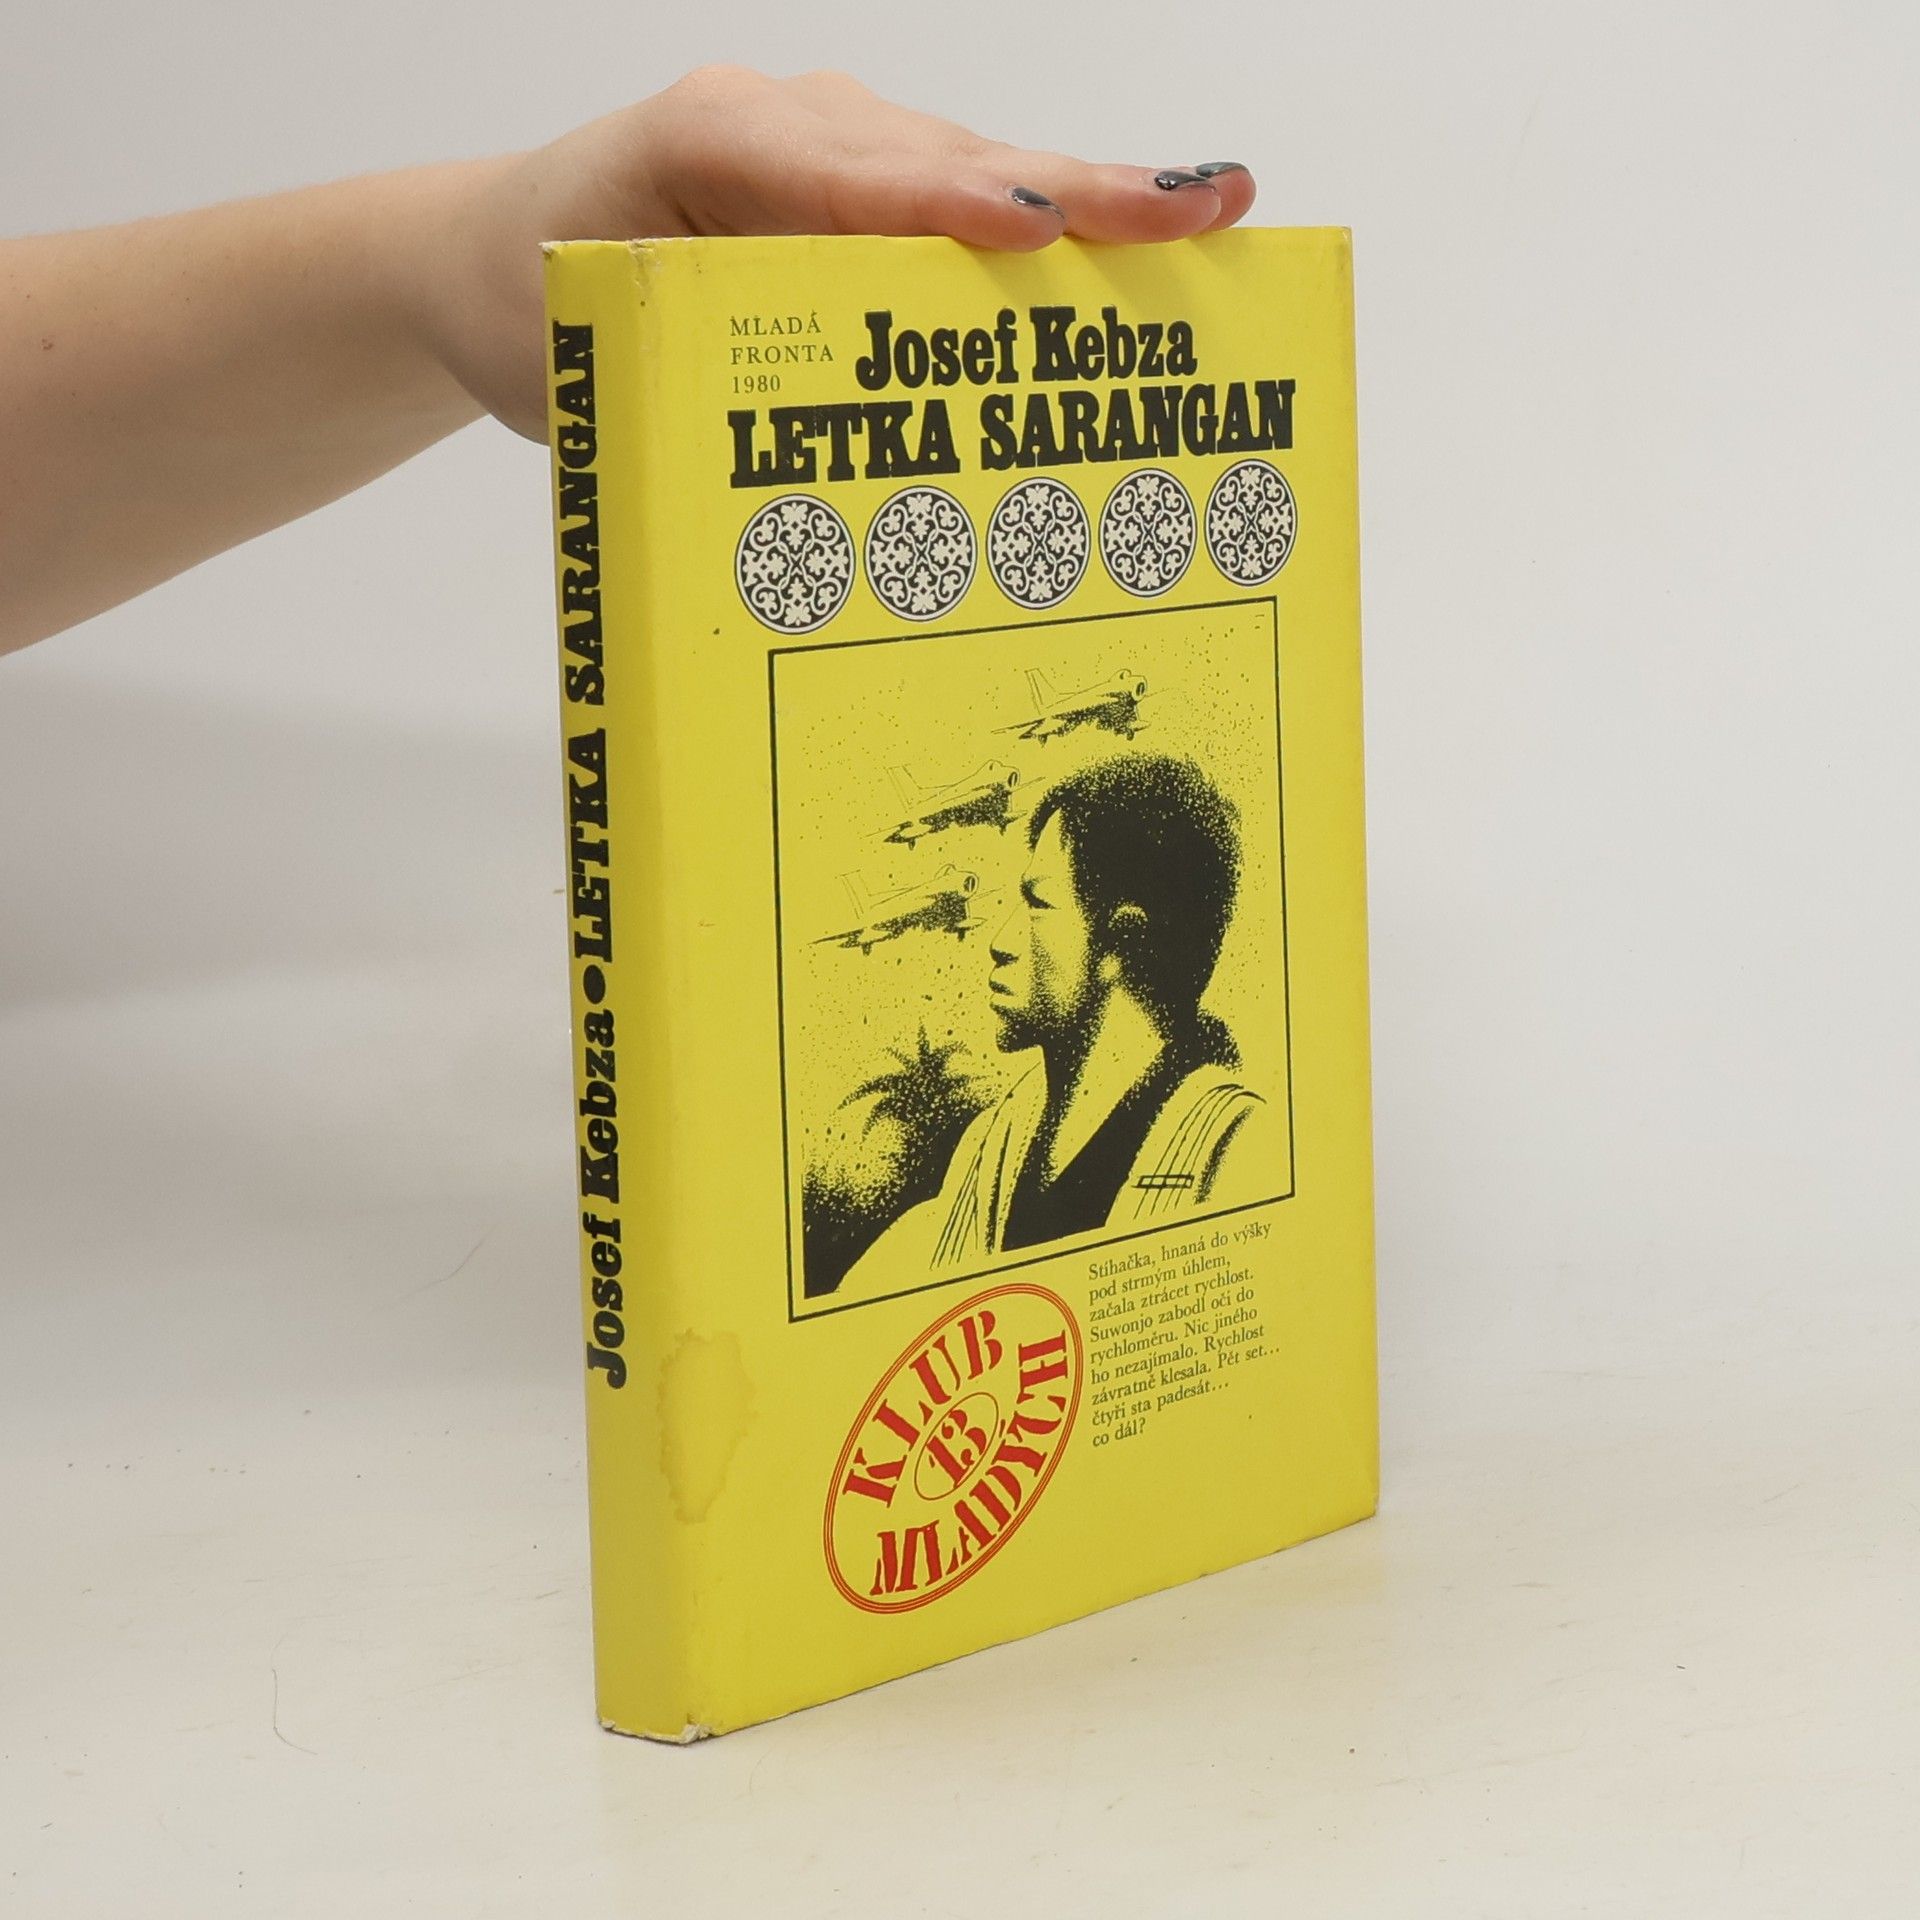 MLADÁ
FRONTA
1980
Josef Kebza
LETKA SARANGAN
Stíhačka, hnaná do výšky
pod strmým úhlem,
začala ztrácet rychlost.
Suwonjo zabodl oči do
rychloměru. Nic jiného
ho nezajímalo. Rychlost
závratně klesala. Pět set...
čtyři sta padesát...
co dál?
KLUB
13
MLADÝCH
Josef Kebza•LETKA SARANGAN